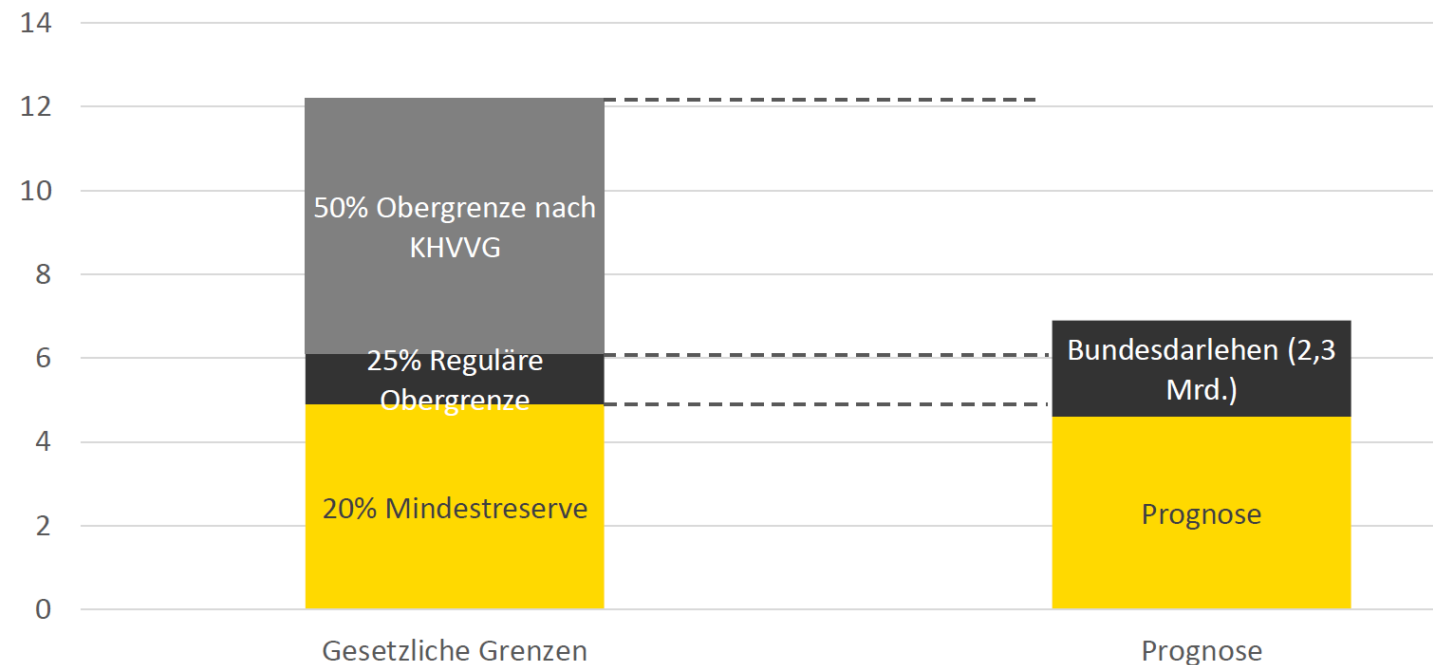 14
12
10
8
6
4
2
0
50% Obergrenze nach
KHVVG
25% Reguläre
Obergrenze
20% Mindestreserve
Bundesdarlehen (2,3
Mrd.)
Prognose
Gesetzliche Grenzen
Prognose